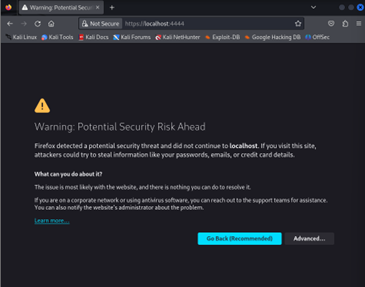 Warning: Potential Securi
Not Secure https://localhost:4444
Kali Linux Kali Tools Kali Docs Kali Forums Kali NetHunter Exploit-DB Google Hacking DB OffSec
Warning: Potential Security Risk Ahead
Firefox detected a potential security threat and did not continue to localhost. If you visit this site,
attackers could try to steal information like your passwords, emails, or credit card details.
What can you do about it?
The issue is most likely with the website, and there is nothing you can do to resolve it.
If you are on a corporate network or using antivirus software, you can reach out to the support teams for assistance.
You can also notify the website's administrator about the problem.
Learn more…
Go Back (Recommended) Advanced…